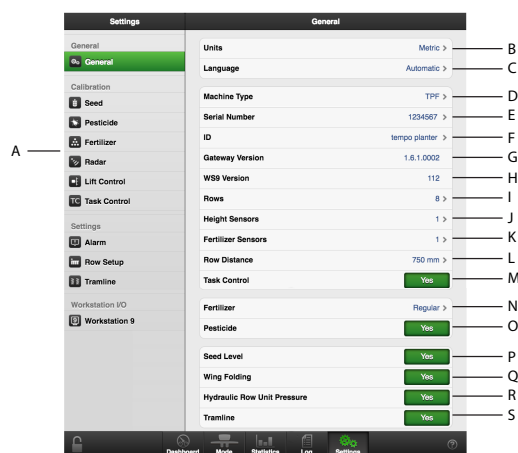 Settings
General
General
General
Calibration
Seed
Pesticide
Fertilizer
Radar
Lift Control
TC Task Control
Settings
Alarm
Row Setup
Tramline
Workstation I/O
Workstation 9
A
Units Metric > B
Language Automatic > C
Machine Type TPF > D
Serial Number 1234567 > E
ID tempo planter > F
Gateway Version 1.6.1.0002 G
WS9 Version 112 H
Rows 8 > I
Height Sensors 1 > J
Fertilizer Sensors 1 > K
Row Distance 750 mm > L
Task Control Yes M
Fertilizer Regular > N
Pesticide Yes O
Seed Level Yes P
Wing Folding Yes Q
Hydraulic Row Unit Pressure Yes R
Tramline Yes S
Dashboard Mode Statistics Log Settings ?